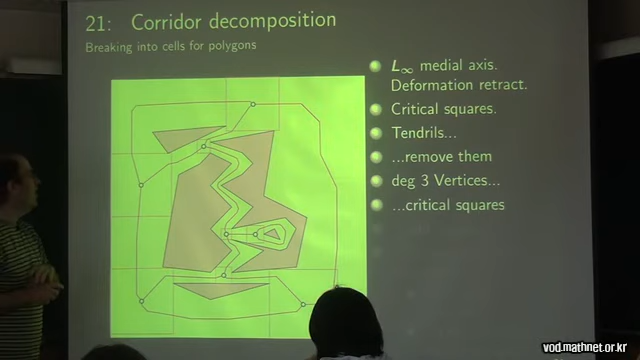 21: Corridor decomposition
Breaking into cells for polygons
L∞ medial axis.
Deformation retract.
Critical squares.
Tendrils...
...remove them
deg 3 Vertices...
...critical squares
vod.mathnet.or.kr